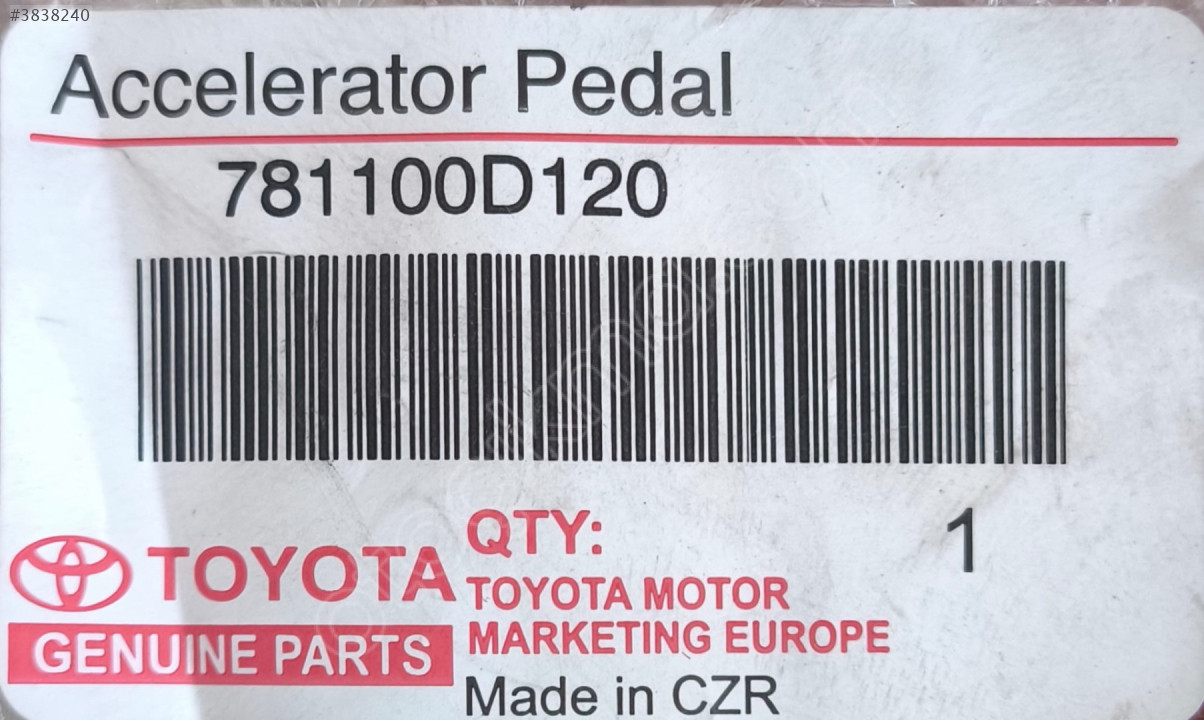 #3838240
Accelerator Pedal
781100D120
TOYOTA
GENUINE PARTS
QTY: 1
TOYOTA MOTOR
MARKETING EUROPE
Made in CZR